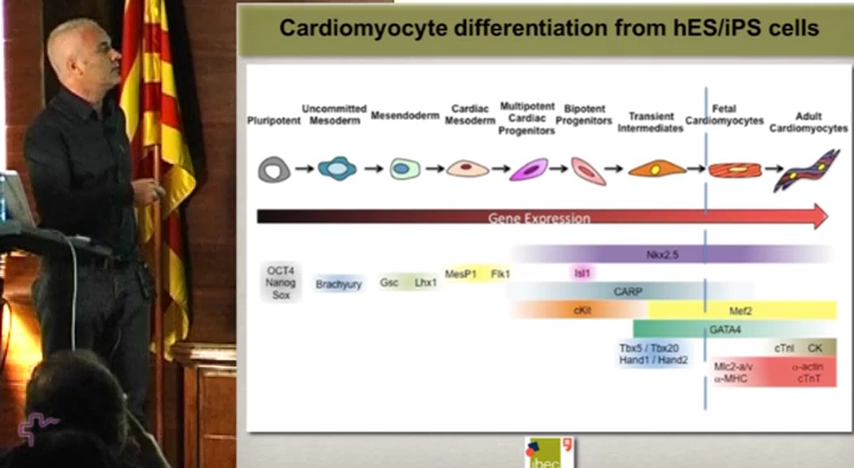 Cardiomyocyte differentiation from hES/iPS cells
Pluripotent
Uncommitted
Mesoderm
Mesendoderm
Cardiac
Mesoderm
Multipotent
Cardiac
Progenitors
Bipotent
Progenitors
Transient
Intermediates
Fetal
Cardiomyocytes
Adult
Cardiomyocytes
Gene Expression
Nkx2.5
OCT4
Nanog
Sox
Brachyury
Gsc Lhx1
MesP1 Flk1
Isl1
CARP
cKit
Mef2
GATA4
Tbx5 / Tbx20
Hand1 / Hand2
cTnI CK
Mlc2-a/v
α-MHC
α-actin
cTnT
ibec